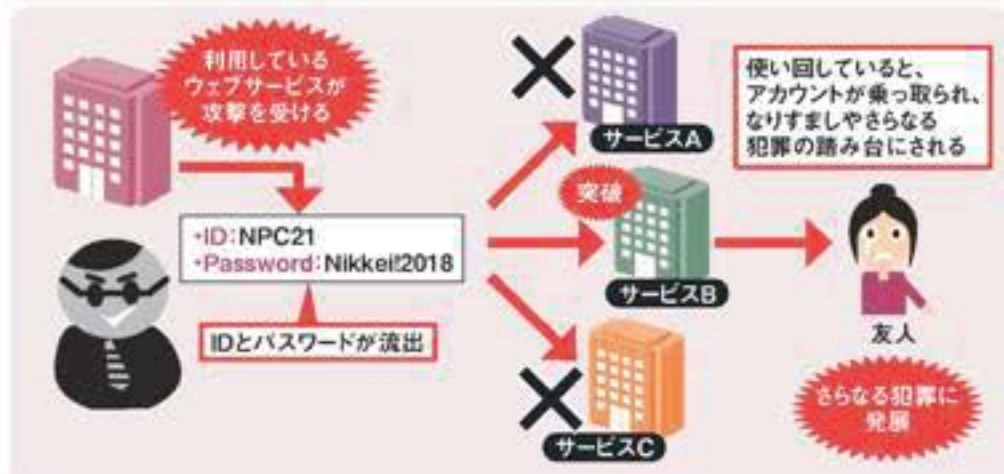 利用している
ウェブサービスが
攻撃を受ける
・ID:NPC21
・Password:Nikkei!2018
IDとパスワードが流出
サービスA
突破
サービスB
サービスC
使い回していると、
アカウントが乗っ取られ、
なりすましやさらなる
犯罪の踏み台にされる
友人
さらなる犯罪に
発展